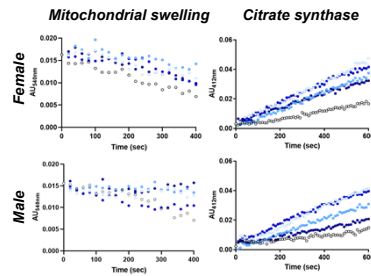 Mitochondrial swelling Citrate synthase
Female
AU540nm
0.020
0.015
0.010
0.005
0.000
0 100 200 300 400
Time (sec)
AU412nm
0.06
0.04
0.02
0.00
0 200 400 600
Time (sec)
Male
AU540nm
0.020
0.015
0.010
0.005
0.000
0 100 200 300 400
Time (sec)
AU412nm
0.06
0.04
0.02
0.00
0 200 400 600
Time (sec)